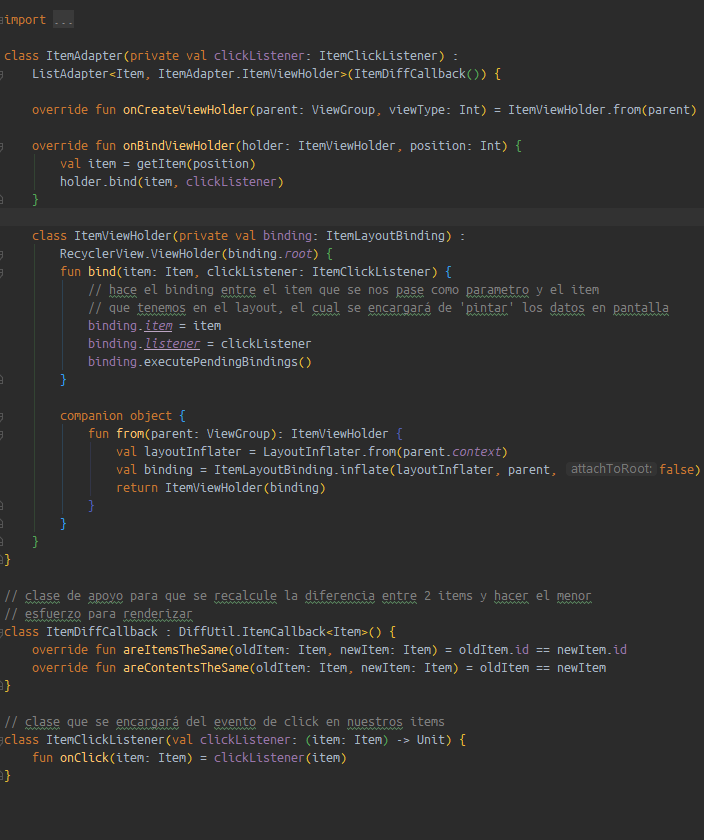 import ...
class ItemAdapter(private val clickListener: ItemClickListener) :
    ListAdapter<Item, ItemAdapter.ItemViewHolder>(ItemDiffCallback()) {
    override fun onCreateViewHolder(parent: ViewGroup, viewType: Int) = ItemViewHolder.from(parent)
    override fun onBindViewHolder(holder: ItemViewHolder, position: Int) {
        val item = getItem(position)
        holder.bind(item, clickListener)
    }
    class ItemViewHolder(private val binding: ItemLayoutBinding) :
        RecyclerView.ViewHolder(binding.root) {
        fun bind(item: Item, clickListener: ItemClickListener) {
            // hace el binding entre el item que se nos pase como parametro y el item
            // que tenemos en el layout, el cual se encargará de 'pintar' los datos en pantalla
            binding.item = item
            binding.listener = clickListener
            binding.executePendingBindings()
        }
        companion object {
            fun from(parent: ViewGroup): ItemViewHolder {
                val layoutInflater = LayoutInflater.from(parent.context)
                val binding = ItemLayoutBinding.inflate(layoutInflater, parent, attachToRoot: false)
                return ItemViewHolder(binding)
            }
        }
    }
}
// clase de apoyo para que se recalcule la diferencia entre 2 items y hacer el menor
// esfuerzo para renderizar
class ItemDiffCallback : DiffUtil.ItemCallback<Item>() {
    override fun areItemsTheSame(oldItem: Item, newItem: Item) = oldItem.id == newItem.id
    override fun areContentsTheSame(oldItem: Item, newItem: Item) = oldItem == newItem
}
// clase que se encargará del evento de click en nuestros items
class ItemClickListener(val clickListener: (item: Item) -> Unit) {
    fun onClick(item: Item) = clickListener(item)
}